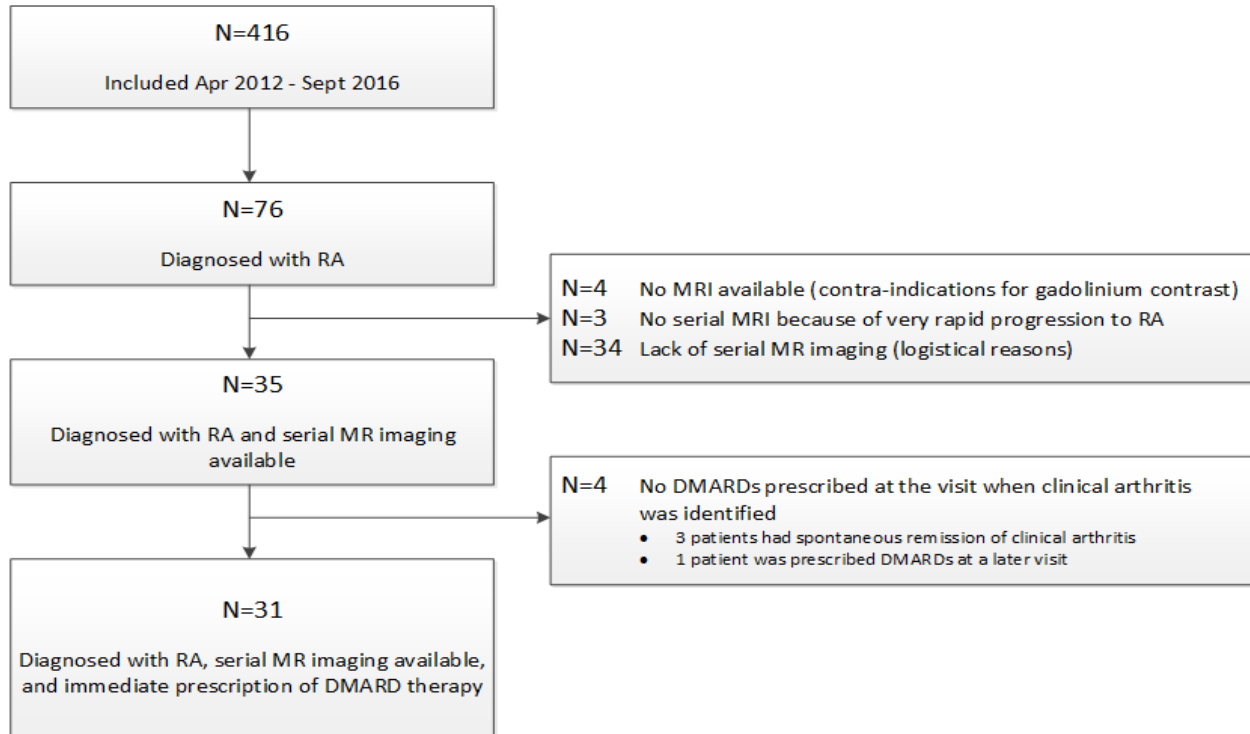 N=416
Included Apr 2012 - Sept 2016
N=76
Diagnosed with RA
N=4 No MRI available (contra-indications for gadolinium contrast)
N=3 No serial MRI because of very rapid progression to RA
N=34 Lack of serial MR imaging (logistical reasons)
N=35
Diagnosed with RA and serial MR imaging
available
N=4 No DMARDs prescribed at the visit when clinical arthritis
was identified
• 3 patients had spontaneous remission of clinical arthritis
• 1 patient was prescribed DMARDs at a later visit
N=31
Diagnosed with RA, serial MR imaging available,
and immediate prescription of DMARD therapy